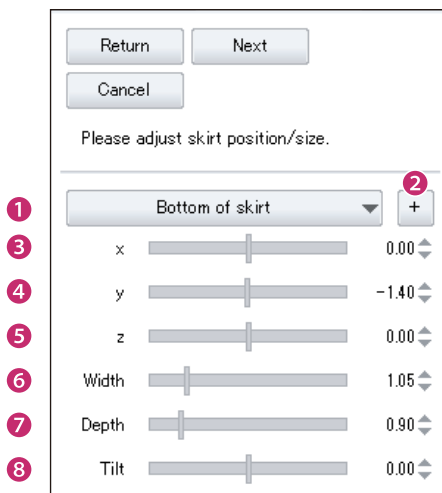 Return Next
Cancel
Please adjust skirt position/size.
2
1 Bottom of skirt +
3 x 0.00
4 y -1.40
5 z 0.00
6 Width 1.05
7 Depth 0.90
8 Tilt 0.00